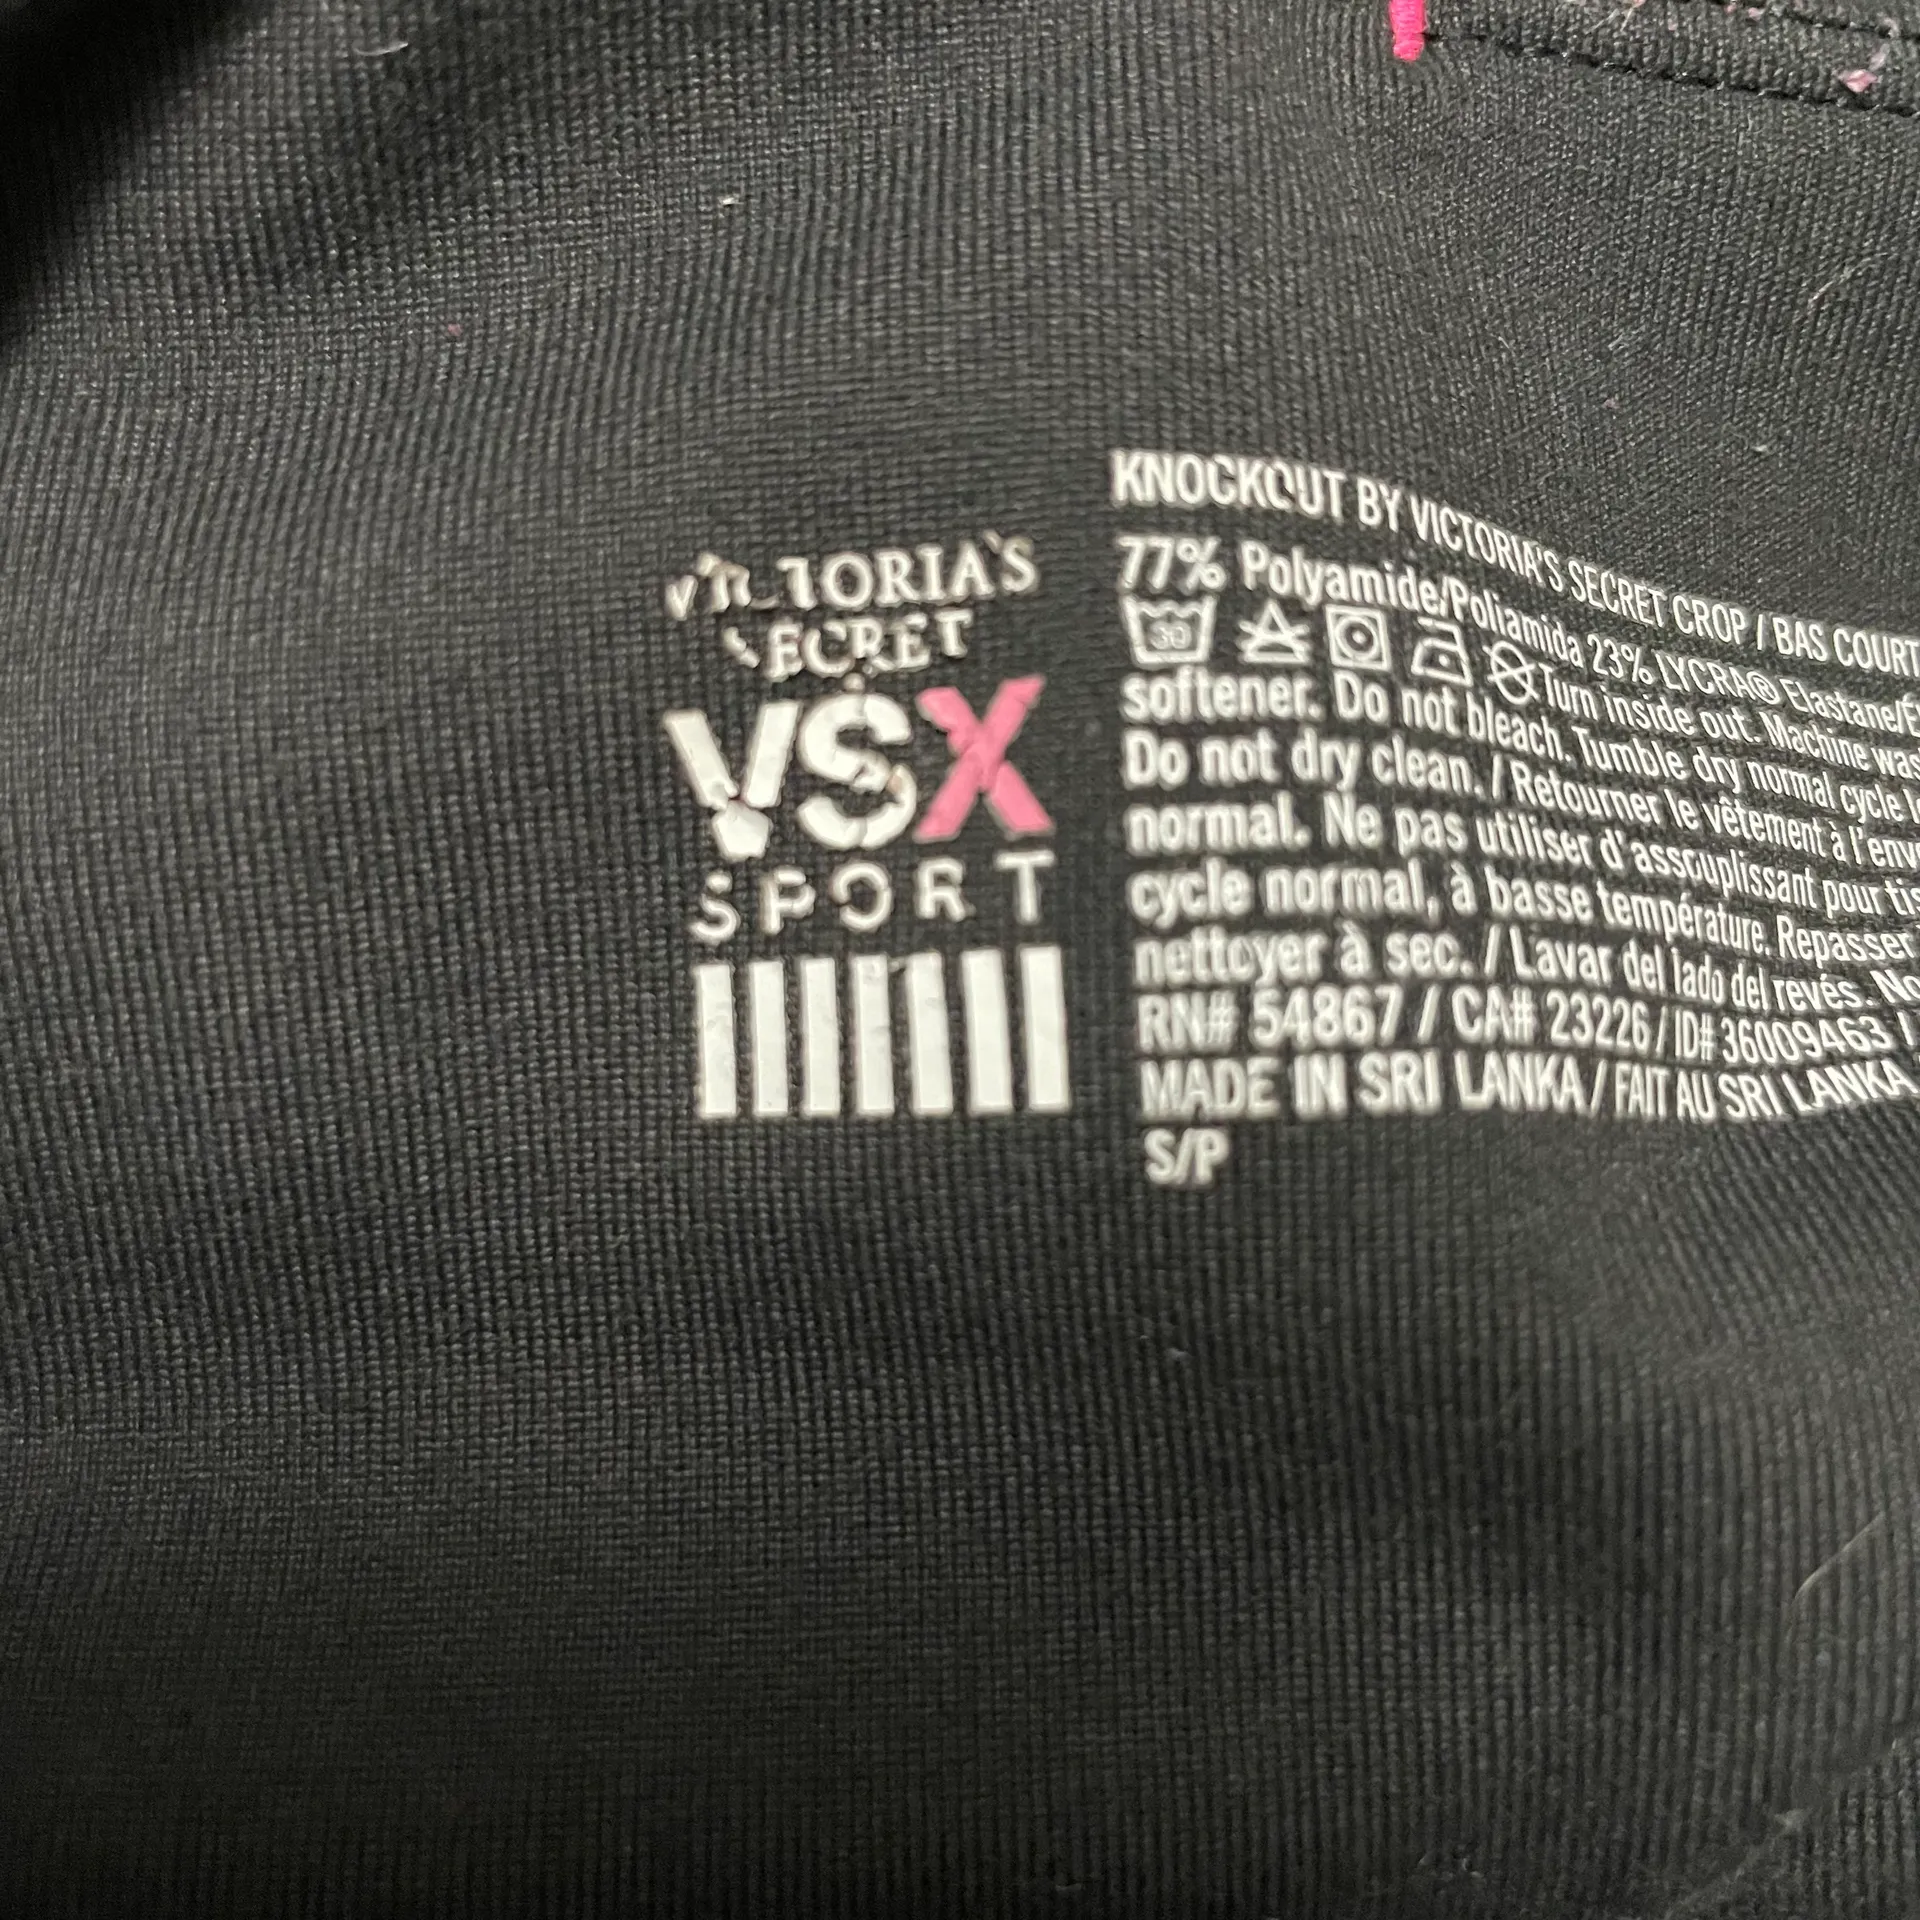 VICTORIA'S
SECRET
VSX
SPORT
KNOCKOUT BY VICTORIA'S SECRET CROP / BAS COURT
77% Polyamide/Poliamida 23% LYCRA® Elastane/É
30 Turn inside out. Machine was
softener. Do not bleach. Tumble dry normal cycle l
Do not dry clean. / Retourner le vêtement à l'env
normal. Ne pas utiliser d'assouplissant pour tis
cycle normal, à basse température. Repasser
nettoyer à sec. / Lavar del lado del revés. No
RN# 54867 / CA# 23226 / ID# 36009463 /
MADE IN SRI LANKA / FAIT AU SRI LANKA
S/P